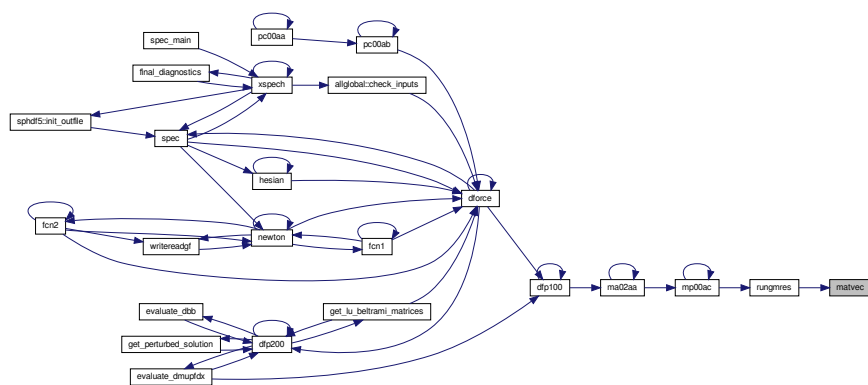 pc00aa
spec_main
pc00ab
final_diagnostics
xspech
allglobal::check_inputs
sphdf5::init_outfile
spec
hesian
dforce
fcn2
newton
writereadgf
fcn1
dfp100
ma02aa
mp00ac
rungmres
matvec
evaluate_dbb
get_lu_beltrami_matrices
get_perturbed_solution
dfp200
evaluate_dmupfdx